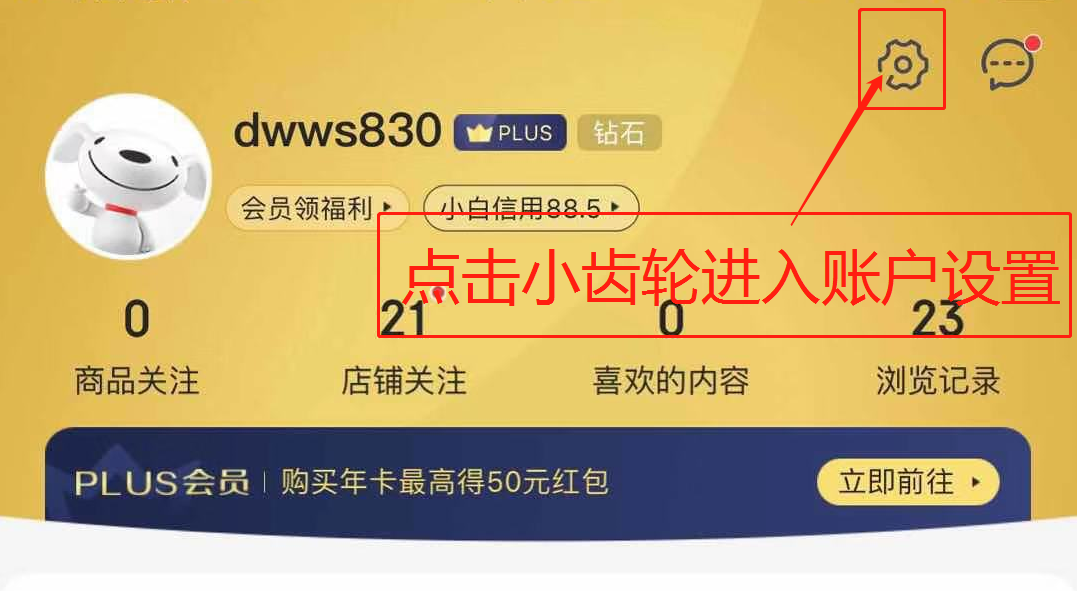 dwws830 PLUS 钻石
会员领福利 小白信用88.5
点击小齿轮进入账户设置
0 21 0 23
商品关注 店铺关注 喜欢的内容 浏览记录
PLUS会员 购买年卡最高得50元红包 立即前往